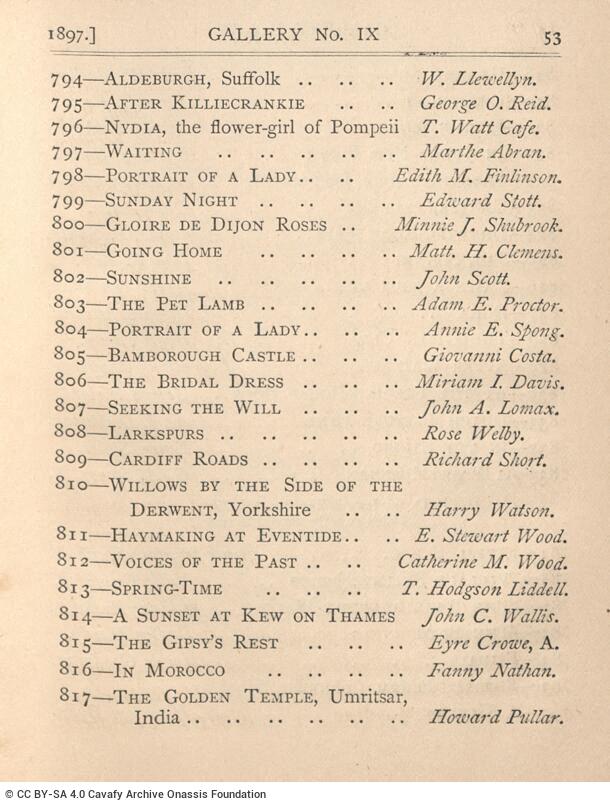 1897.] GALLERY No. IX 53
794—ALDEBURGH, Suffolk .. .. .. W. Llewellyn.
795—AFTER KILLIECRANKIE .. .. George O. Reid.
796—NYDIA, the flower-girl of Pompeii T. Watt Cafe.
797—WAITING .. .. .. .. .. Marthe Abran.
798—PORTRAIT OF A LADY.. .. Edith M. Finlinson.
799—SUNDAY NIGHT .. .. .. .. Edward Stott.
800—GLOIRE DE DIJON ROSES .. Minnie J. Shubrook.
801—GOING HOME .. .. .. .. Matt. H. Clemens.
802—SUNSHINE .. .. .. .. .. John Scott.
803—THE PET LAMB .. .. .. .. Adam E. Proctor.
804—PORTRAIT OF A LADY.. .. .. Annie E. Spong.
805—BAMBOROUGH CASTLE .. .. .. Giovanni Costa.
806—THE BRIDAL DRESS .. .. .. Miriam I. Davis.
807—SEEKING THE WILL .. .. .. John A. Lomax.
808—LARKSPURS .. .. .. .. .. Rose Welby.
809—CARDIFF ROADS .. .. .. .. Richard Short.
810—WILLOWS BY THE SIDE OF THE
DERWENT, Yorkshire .. .. Harry Watson.
811—HAYMAKING AT EVENTIDE.. .. E. Stewart Wood.
812—VOICES OF THE PAST .. .. Catherine M. Wood.
813—SPRING-TIME .. .. .. .. T. Hodgson Liddell.
814—A SUNSET AT KEW ON THAMES John C. Wallis.
815—THE GIPSY'S REST .. .. .. Eyre Crowe, A.
816—IN MOROCCO .. .. .. .. .. Fanny Nathan.
817—THE GOLDEN TEMPLE, Umritsar,
India .. .. .. .. .. .. Howard Pullar.
© CC BY-SA 4.0 Cavafy Archive Onassis Foundation